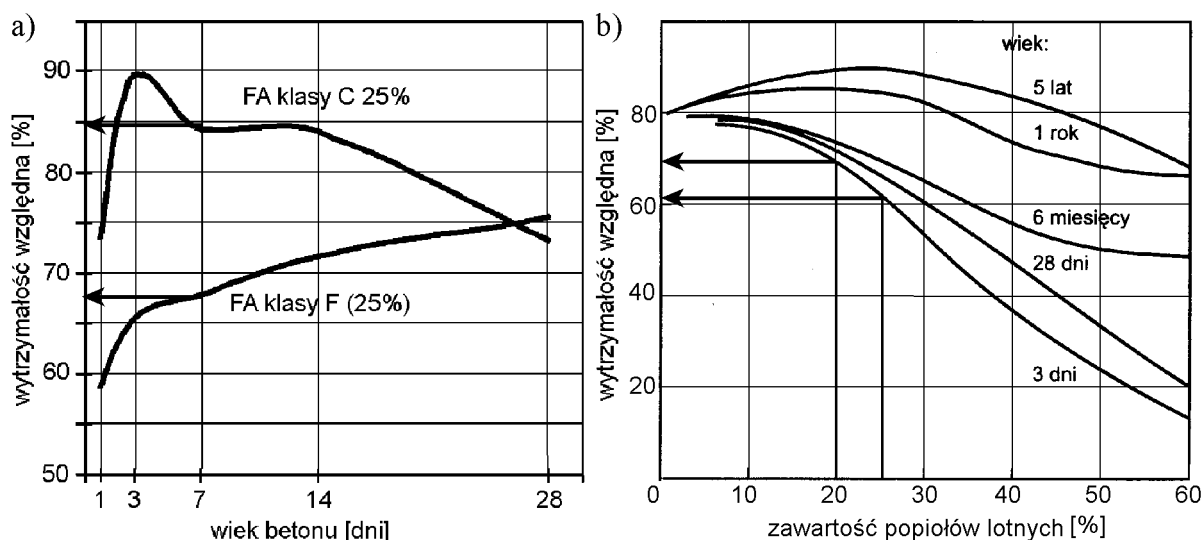 a)
wytrzymałość względna [%]
90
80
70
60
50
FA klasy C 25%
FA klasy F (25%)
1 3 7 14 28
wiek betonu [dni]
b)
wytrzymałość względna [%]
80
60
40
20
wiek:
5 lat
1 rok
6 miesięcy
28 dni
3 dni
0 10 20 30 40 50 60
zawartość popiołów lotnych [%]